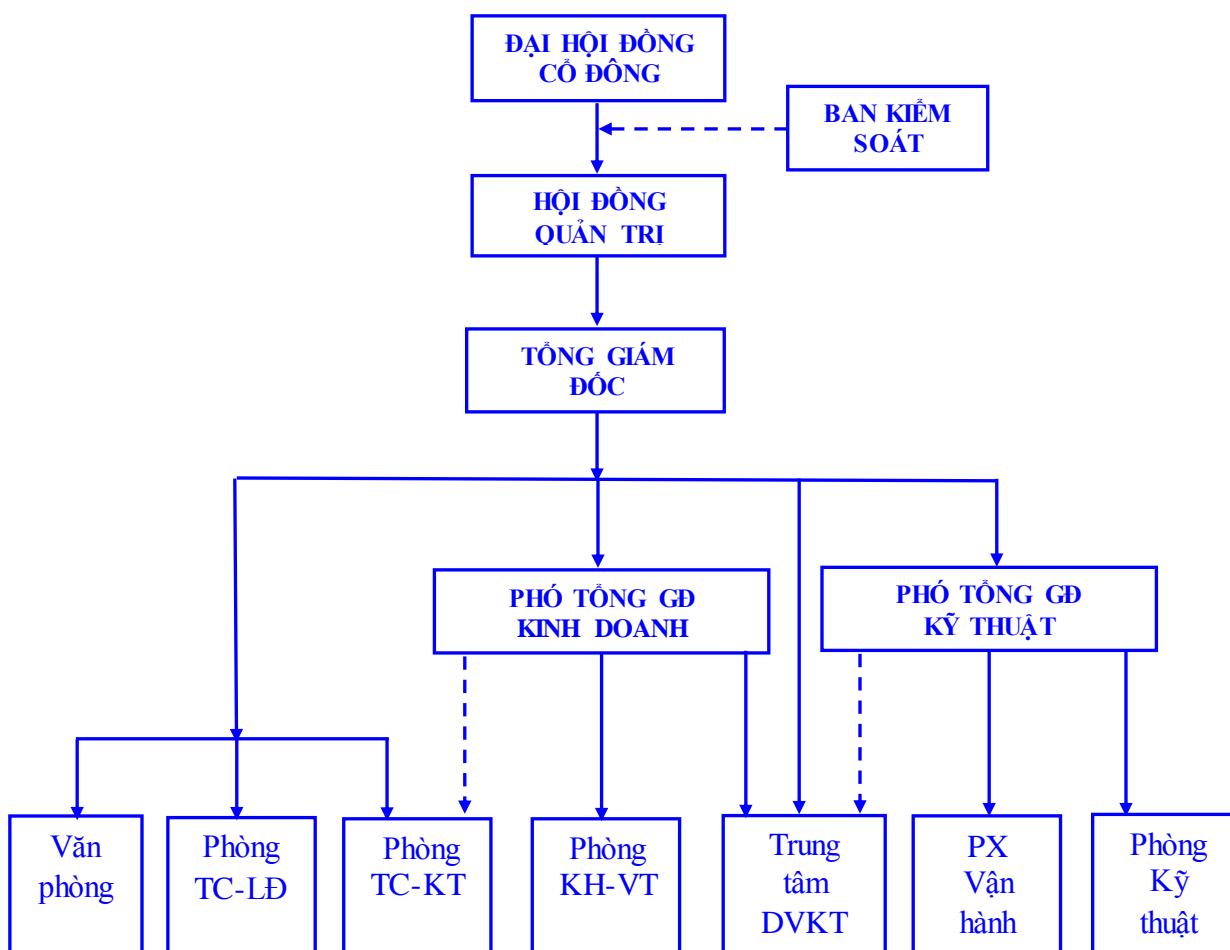 ĐẠI HỘI ĐỒNG
CỔ ĐÔNG
BAN KIỂM
SOÁT
HỘI ĐỒNG
QUẢN TRỊ
TỔNG GIÁM
ĐỐC
PHÓ TỔNG GĐ
KINH DOANH
PHÓ TỔNG GĐ
KỸ THUẬT
Văn
phòng
Phòng
TC-LĐ
Phòng
TC-KT
Phòng
KH-VT
Trung
tâm
DVKT
PX
Vận
hành
Phòng
Kỹ
thuật